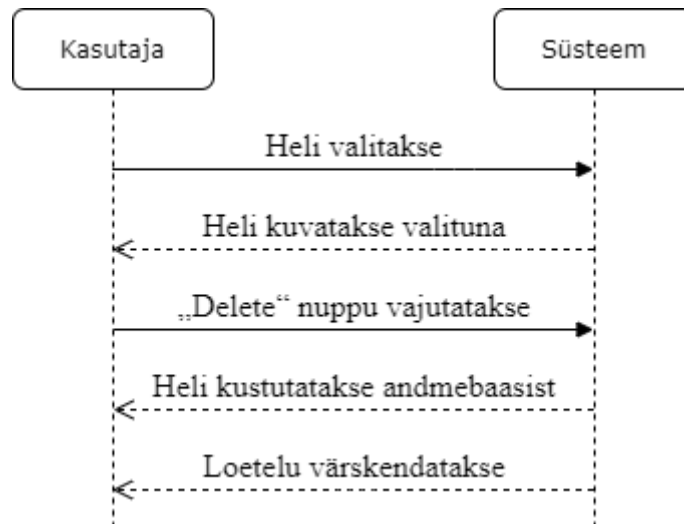 Kasutaja
Süsteem
Heli valitakse
Heli kuvatakse valituna
„Delete“ nuppu vajutatakse
Heli kustutatakse andmebaasist
Loetelu värskendatakse